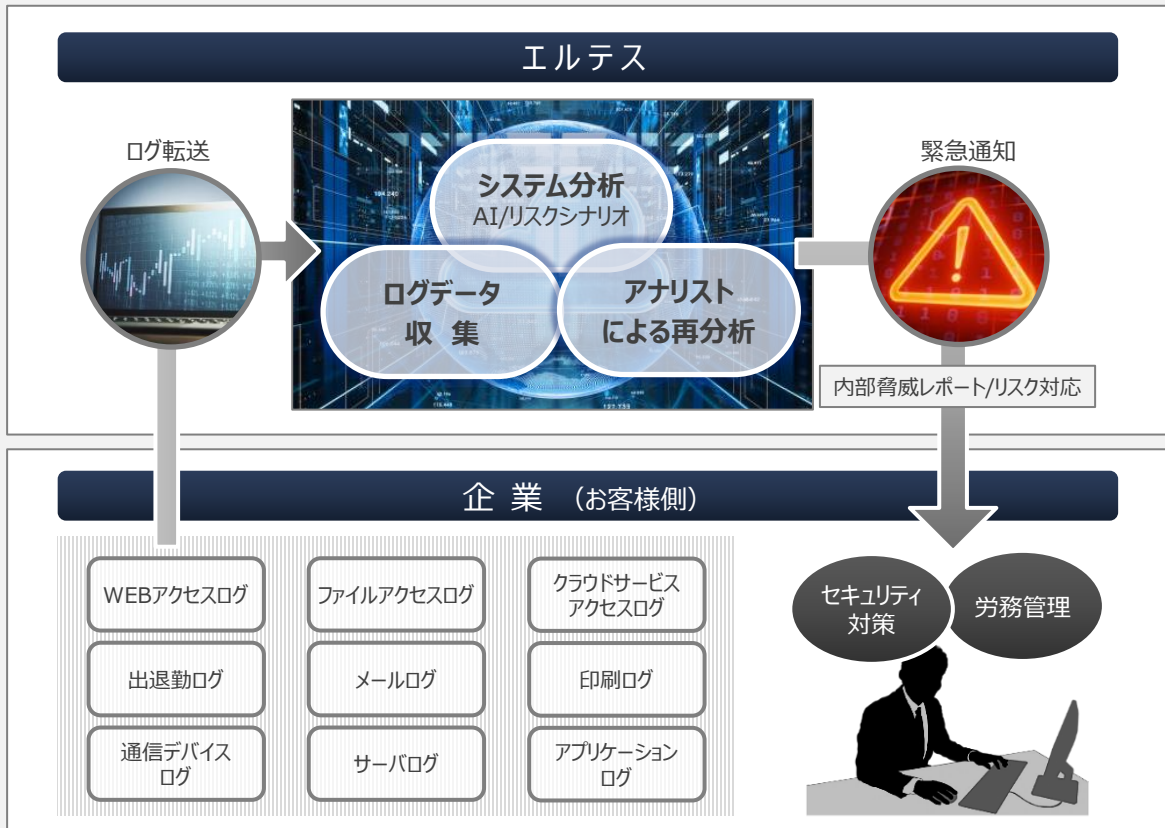 エルテス
ログ転送
緊急通知
システム分析
AI/リスクシナリオ
ログデータ
収 集
アナリスト
による再分析
内部脅威レポート/リスク対応
企 業 （お客様側）
WEBアクセスログ
ファイルアクセスログ
クラウドサービス
アクセスログ
出退勤ログ
メールログ
印刷ログ
通信デバイス
ログ
サーバログ
アプリケーション
ログ
セキュリティ
対策
労務管理